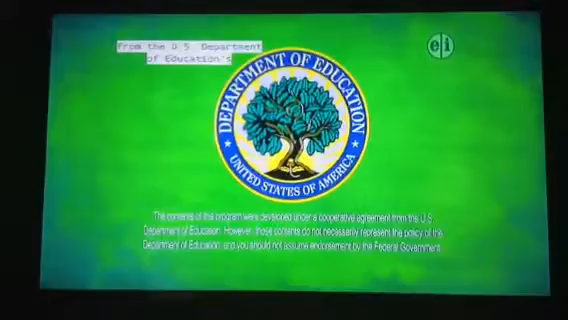 from the U.S. Department
of Education's
e i
DEPARTMENT OF EDUCATION
UNITED STATES OF AMERICA
The contents of this program were developed under a cooperative agreement from the U.S.
Department of Education. However, those contents do not necessarily represent the policy of the
Department of Education, and you should not assume endorsement by the Federal Government.